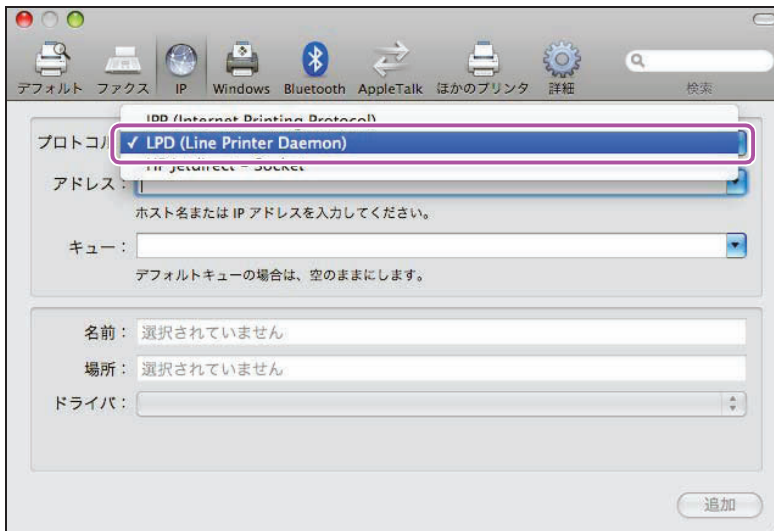 デフォルト ファクス IP Windows Bluetooth AppleTalk ほかのプリンタ 詳細 検索
IPP (Internet Printing Protocol)
プロトコル ✓ LPD (Line Printer Daemon)
HP Jetdirect – Socket
アドレス：
ホスト名または IP アドレスを入力してください。
キュー：
デフォルトキューの場合は、空のままにします。
名前： 選択されていません
場所： 選択されていません
ドライバ：
追加